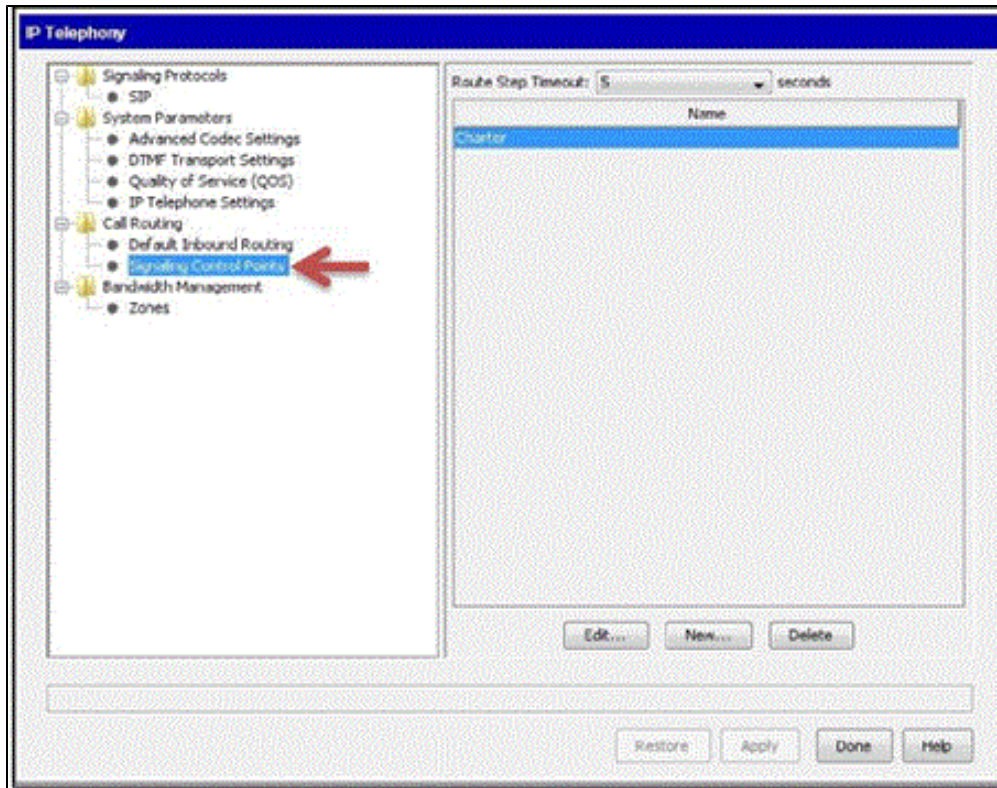 IP Telephony
Signaling Protocols
SIP
System Parameters
Advanced Codec Settings
DTMF Transport Settings
Quality of Service (QOS)
IP Telephone Settings
Call Routing
Default Inbound Routing
Signaling Control Points
Bandwidth Management
Zones
Route Step Timeout: 5 seconds
Name
Charter
Edit... New... Delete
Restore Apply Done Help